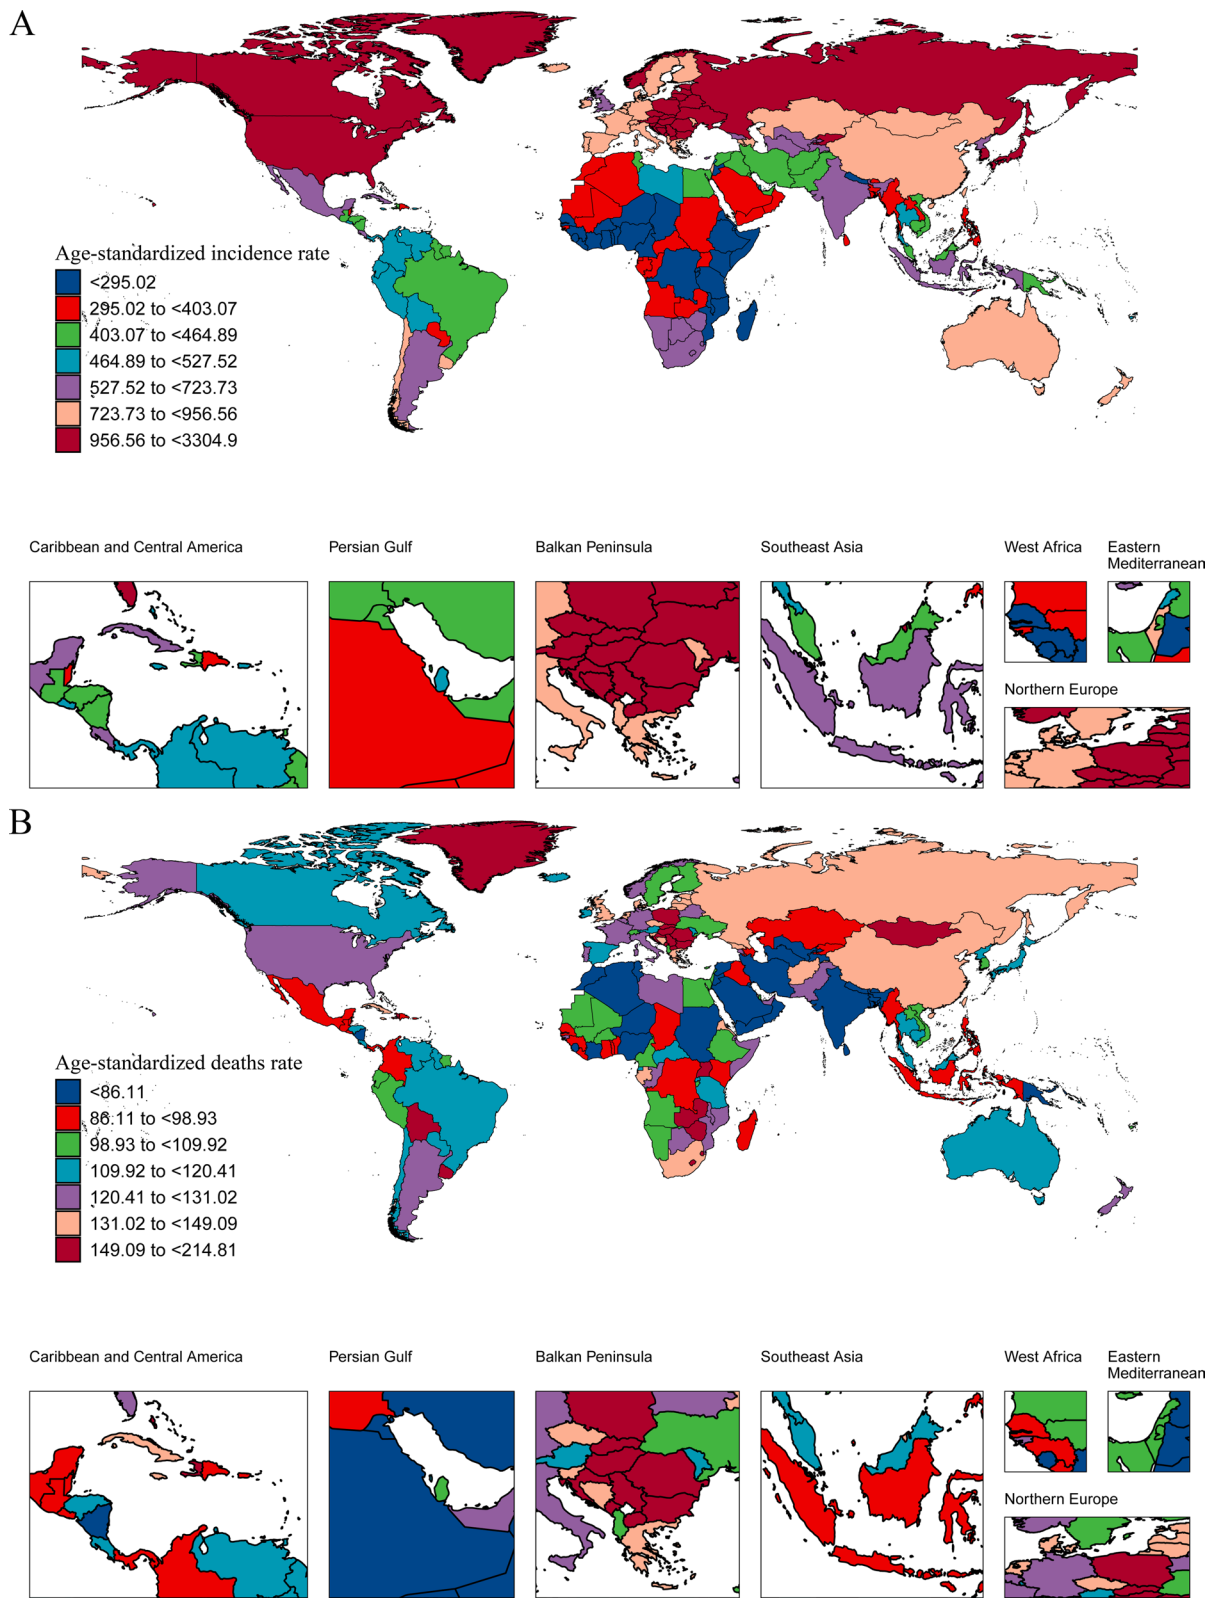 A
Age-standardized incidence rate
<295.02
295.02 to <403.07
403.07 to <464.89
464.89 to <527.52
527.52 to <723.73
723.73 to <956.56
956.56 to <3304.9
Caribbean and Central America
Persian Gulf
Balkan Peninsula
Southeast Asia
West Africa
Eastern
Mediterranean
Northern Europe
B
Age-standardized deaths rate
<86.11
86.11 to <98.93
98.93 to <109.92
109.92 to <120.41
120.41 to <131.02
131.02 to <149.09
149.09 to <214.81
Caribbean and Central America
Persian Gulf
Balkan Peninsula
Southeast Asia
West Africa
Eastern
Mediterranean
Northern Europe